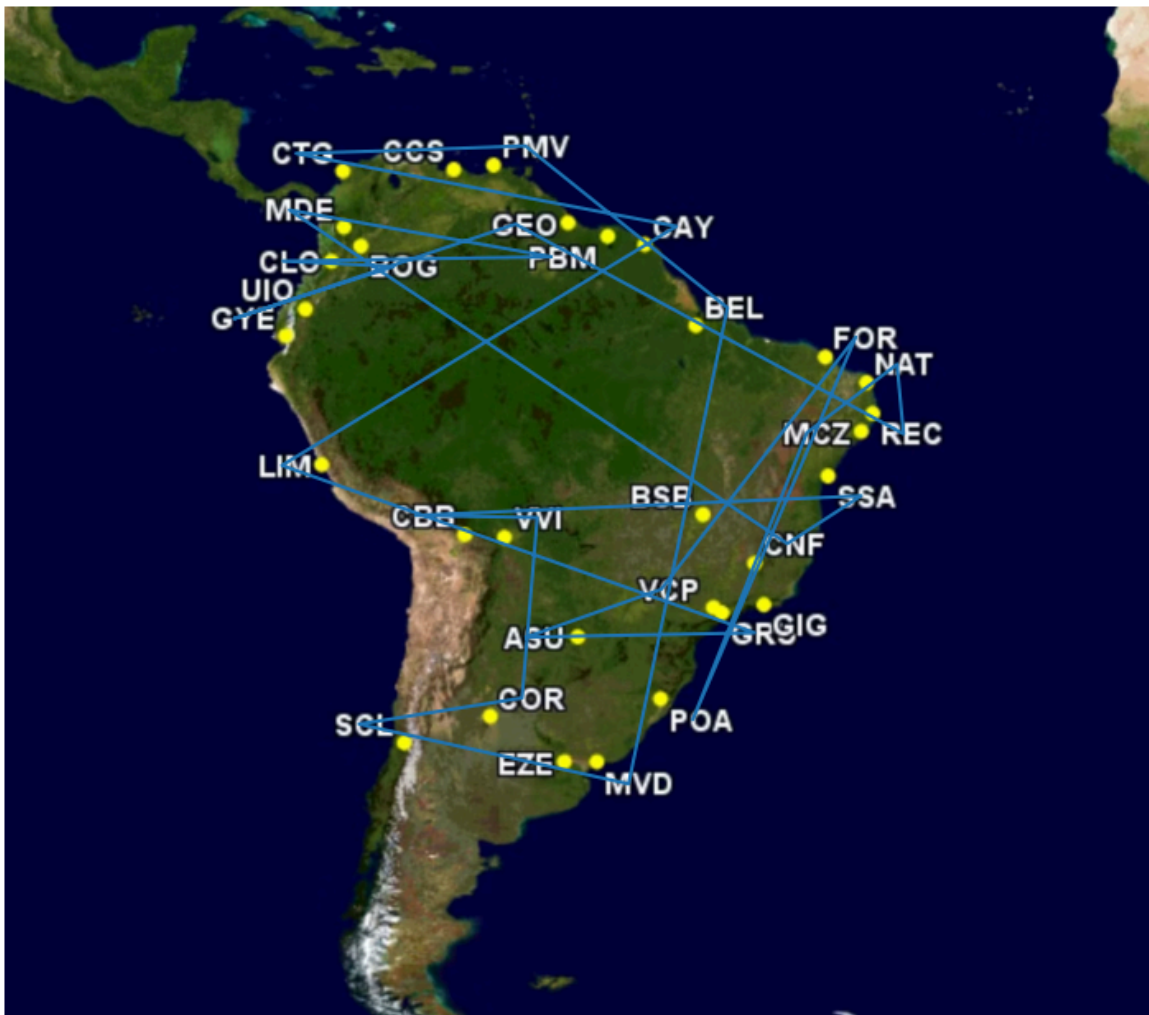 CTG
CCS
PMV
MDE
GEO
CAY
CLO
BOG
PBM
UIO
GYE
BEL
FOR
NAT
MCZ
REC
LIM
BSB
SSA
CBB
VVI
CNF
VCP
ASU
GRU
GIG
COR
SCL
POA
EZE
MVD